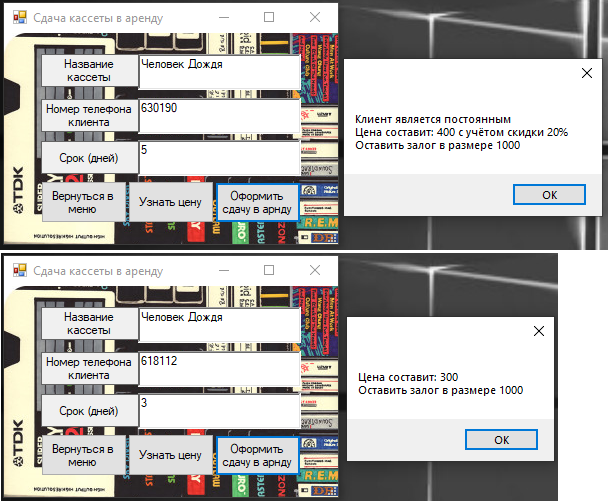 Сдача кассеты в аренду
Название
кассеты
Человек Дождя
Номер телефона
клиента
630190
Срок (дней)
5
Вернуться в
меню
Узнать цену
Оформить
сдачу в арнду
TDK
R.E.M.
Клиент является постоянным
Цена составит: 400 с учётом скидки 20%
Оставить залог в размере 1000
OK
Сдача кассеты в аренду
Название
кассеты
Человек Дождя
Номер телефона
клиента
618112
Срок (дней)
3
Вернуться в
меню
Узнать цену
Оформить
сдачу в арнду
TDK
Цена составит: 300
Оставить залог в размере 1000
OK